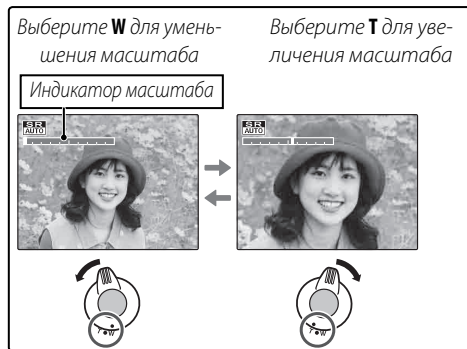 Выберите W для умень-
шения масштаба
Выберите T для уве-
личения масштаба
Индикатор масштаба
SR
AUTO
SR
AUTO
T W
T W